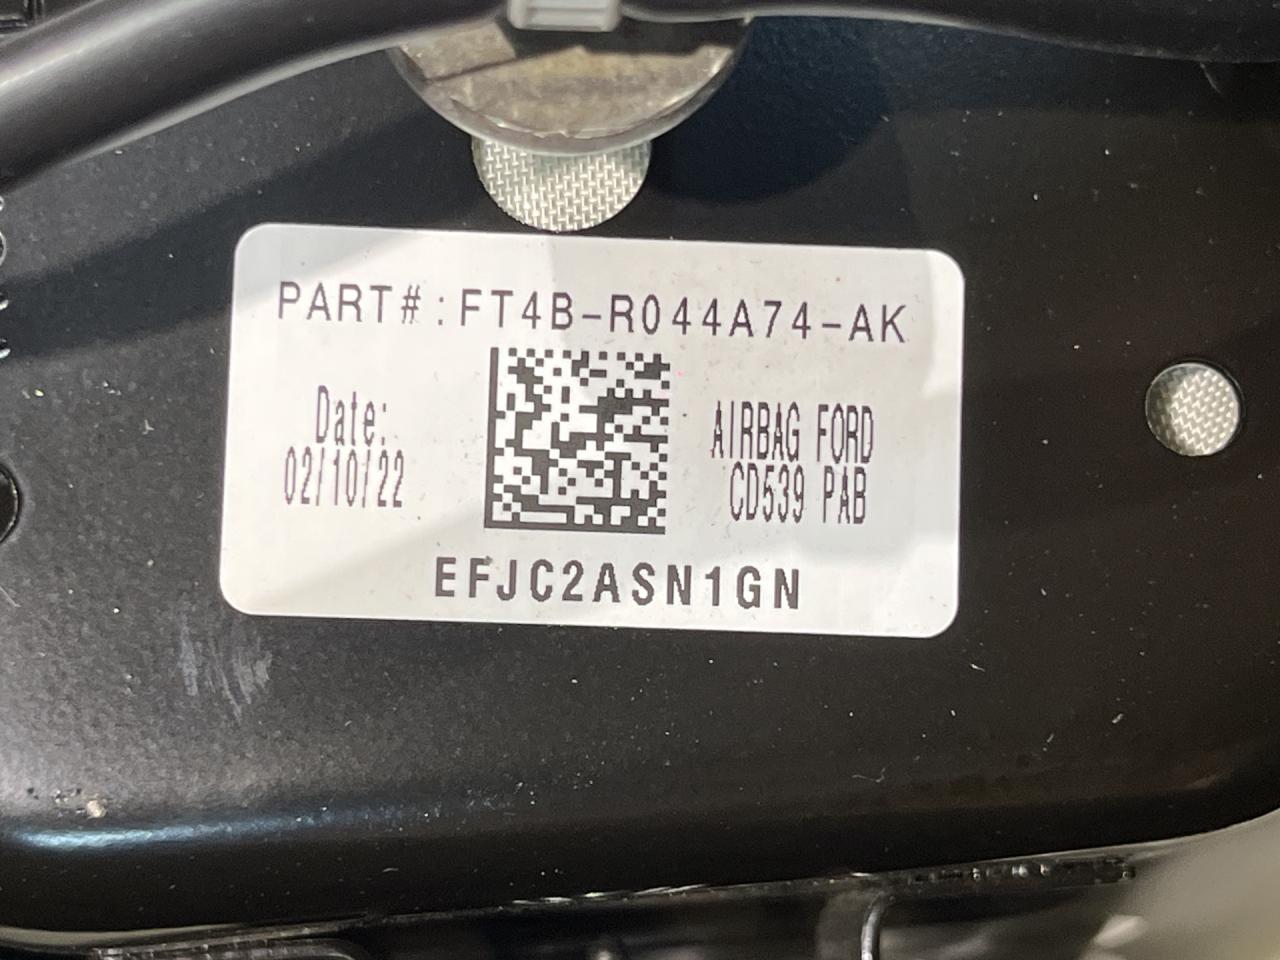 PART#:FT4B-R044A74-AK
Date:
02/10/22
AIRBAG FORD
CD539 PAB
EFJC2ASN1GN